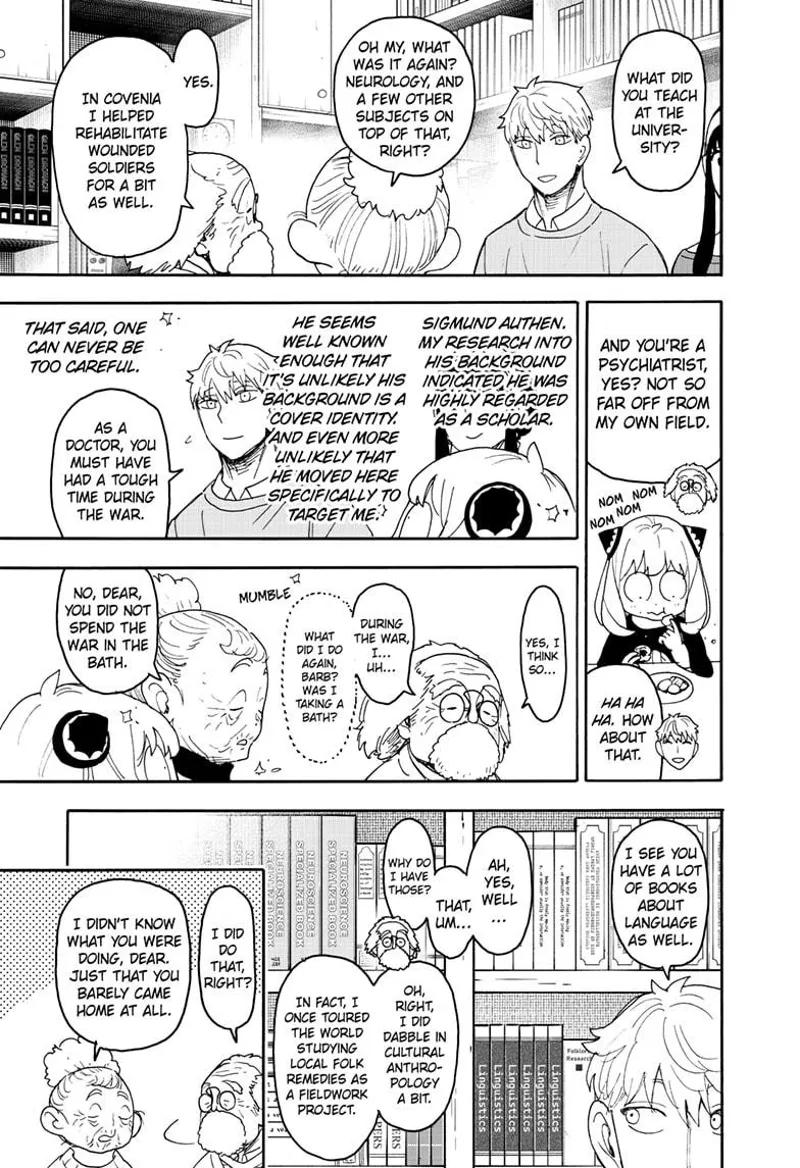 WHAT DID
YOU TEACH
AT THE
UNIVER-
SITY?
OH MY, WHAT
WAS IT AGAIN?
NEUROLOGY, AND
A FEW OTHER
SUBJECTS ON
TOP OF THAT,
RIGHT?
YES.
IN COVENIA
I HELPED
REHABILITATE
WOUNDED
SOLDIERS
FOR A BIT
AS WELL.
AND YOU'RE A
PSYCHIATRIST,
YES? NOT SO
FAR OFF FROM
MY OWN FIELD.
NOM NOM
NOM NOM
HA HA
HA. HOW
ABOUT
THAT.
SIGMUND AUTHEN.
MY RESEARCH INTO
HIS BACKGROUND
INDICATED HE WAS
HIGHLY REGARDED
AS A SCHOLAR.
HE SEEMS
WELL KNOWN
ENOUGH THAT
IT'S UNLIKELY HIS
BACKGROUND IS A
COVER IDENTITY.
AND EVEN MORE
UNLIKELY THAT
HE MOVED HERE
SPECIFICALLY TO
TARGET ME.
THAT SAID, ONE
CAN NEVER BE
TOO CAREFUL.
AS A
DOCTOR, YOU
MUST HAVE
HAD A TOUGH
TIME DURING
THE WAR.
YES, I
THINK
SO...
DURING
THE WAR,
I...
UH...
MUMBLE
WHAT
DID I DO
AGAIN,
BARB?
WAS I
TAKING A
BATH?
NO, DEAR,
YOU DID NOT
SPEND THE
WAR IN THE
BATH.
I SEE YOU
HAVE A LOT
OF BOOKS
ABOUT
LANGUAGE
AS WELL.
AH,
YES,
WELL
...
THAT,
UM...
WHY DO
I HAVE
THOSE?
OH,
RIGHT,
I DID
DABBLE IN
CULTURAL
ANTHRO-
POLOGY
A BIT.
IN FACT, I
ONCE TOURED
THE WORLD
STUDYING
LOCAL FOLK
REMEDIES AS
A FIELDWORK
PROJECT.
NEUROSCIENCE
SPECIALIZED BOOK
NEUROSCIENCE
SPECIALIZED BOOK
Linguistics
Linguistics
Linguistics
Linguistics
Linguistics
I DID
DO
THAT,
RIGHT?
I DIDN'T KNOW
WHAT YOU WERE
DOING, DEAR.
JUST THAT YOU
BARELY CAME
HOME AT ALL.